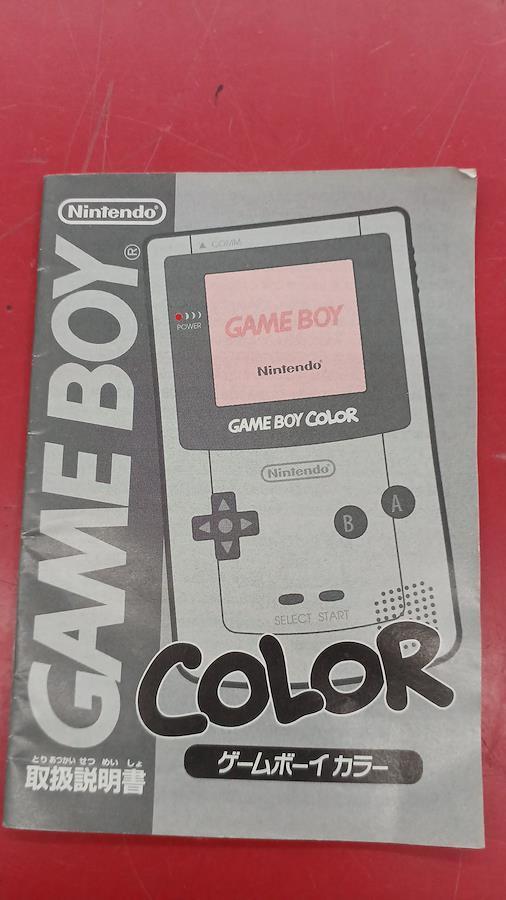 Nintendo®
GAME BOY®
▲ COMM.
POWER
GAME BOY
Nintendo®
GAME BOY COLOR
Nintendo®
B
A
SELECT START
COLOR
ゲームボーイカラー
とりあつかいせつめいしょ
取扱説明書